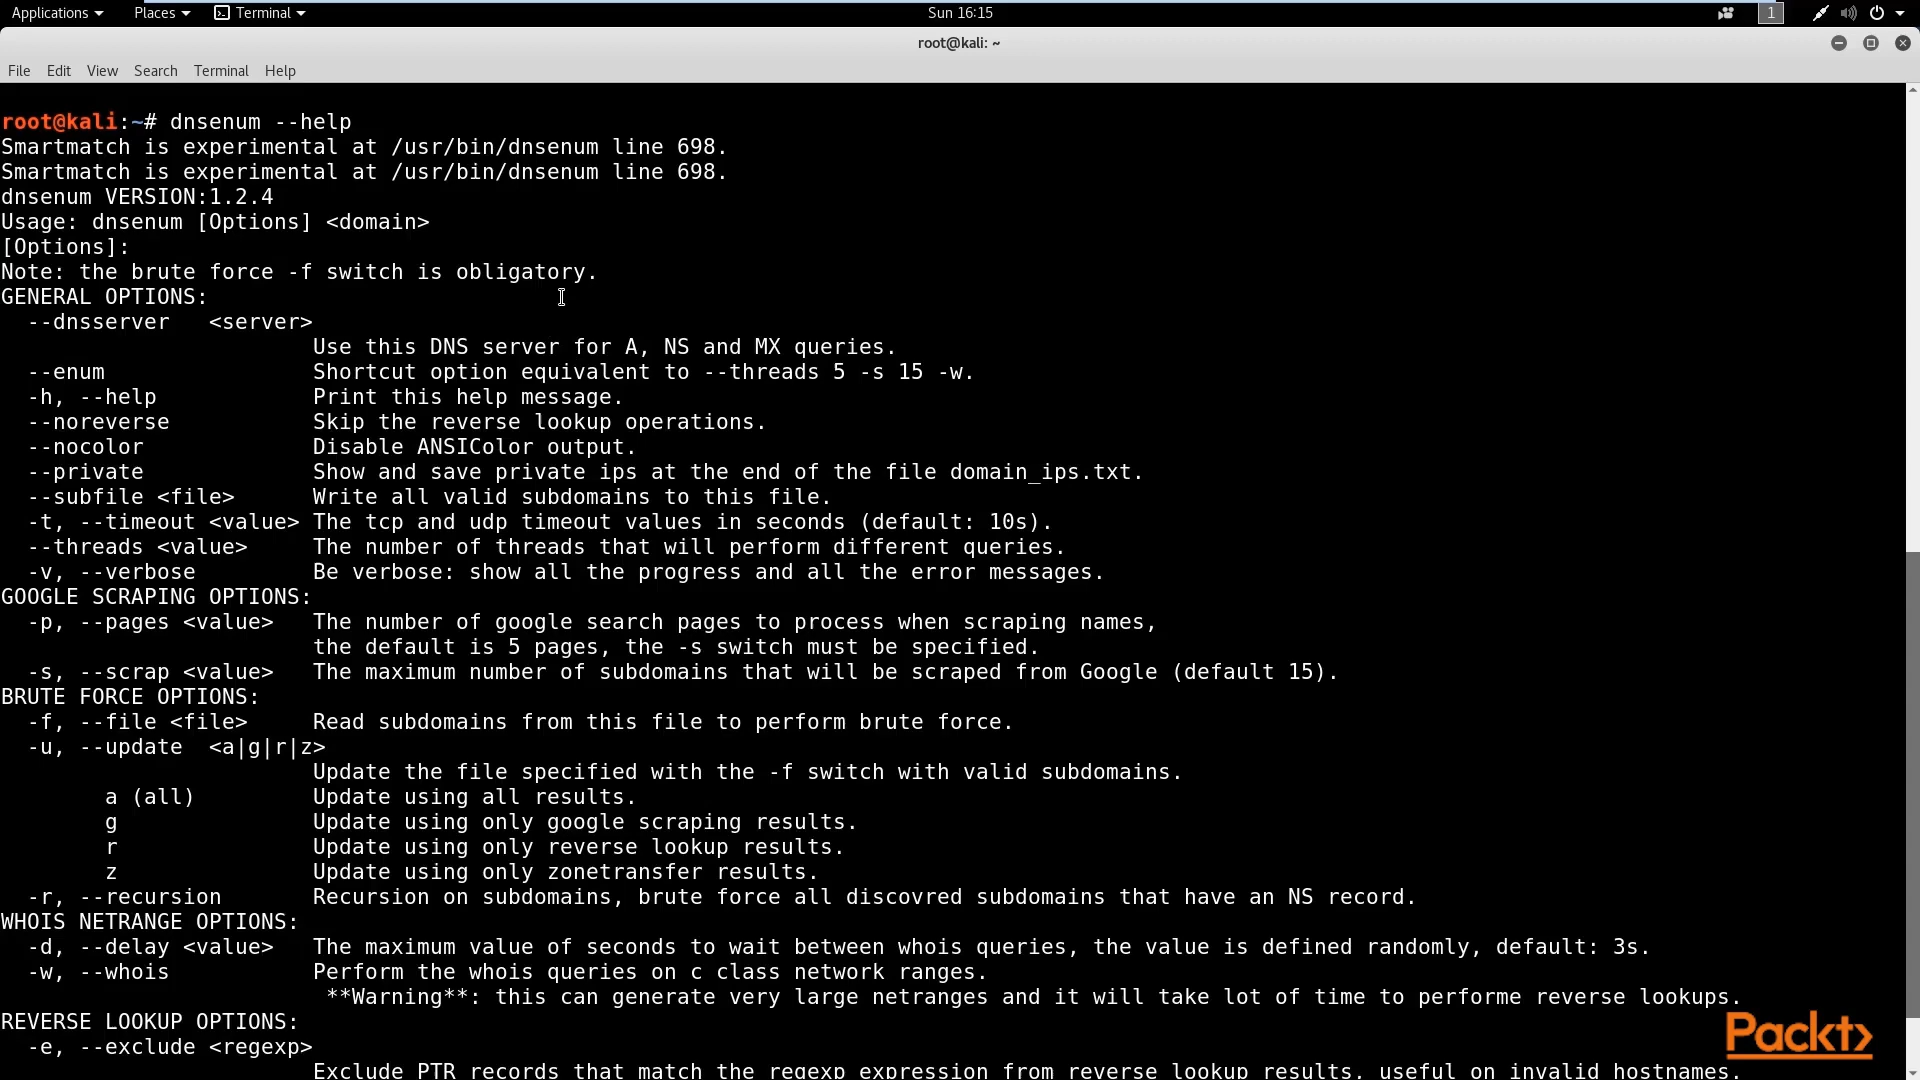 Applications Places Terminal Sun 16:15 1
root@kali: ~
File Edit View Search Terminal Help
root@kali:~# dnsenum --help
Smartmatch is experimental at /usr/bin/dnsenum line 698.
Smartmatch is experimental at /usr/bin/dnsenum line 698.
dnsenum VERSION:1.2.4
Usage: dnsenum [Options] <domain>
[Options]:
Note: the brute force -f switch is obligatory.
GENERAL OPTIONS:
  --dnsserver   <server>
                        Use this DNS server for A, NS and MX queries.
  --enum                Shortcut option equivalent to --threads 5 -s 15 -w.
  -h, --help            Print this help message.
  --noreverse           Skip the reverse lookup operations.
  --nocolor             Disable ANSIColor output.
  --private             Show and save private ips at the end of the file domain_ips.txt.
  --subfile <file>      Write all valid subdomains to this file.
  -t, --timeout <value> The tcp and udp timeout values in seconds (default: 10s).
  --threads <value>     The number of threads that will perform different queries.
  -v, --verbose         Be verbose: show all the progress and all the error messages.
GOOGLE SCRAPING OPTIONS:
  -p, --pages <value>   The number of google search pages to process when scraping names,
                        the default is 5 pages, the -s switch must be specified.
  -s, --scrap <value>   The maximum number of subdomains that will be scraped from Google (default 15).
BRUTE FORCE OPTIONS:
  -f, --file <file>     Read subdomains from this file to perform brute force.
  -u, --update  <a|g|r|z>
                        Update the file specified with the -f switch with valid subdomains.
        a (all)         Update using all results.
        g               Update using only google scraping results.
        r               Update using only reverse lookup results.
        z               Update using only zonetransfer results.
  -r, --recursion       Recursion on subdomains, brute force all discovred subdomains that have an NS record.
WHOIS NETRANGE OPTIONS:
  -d, --delay <value>   The maximum value of seconds to wait between whois queries, the value is defined randomly, default: 3s.
  -w, --whois           Perform the whois queries on c class network ranges.
                         **Warning**: this can generate very large netranges and it will take lot of time to performe reverse lookups.
REVERSE LOOKUP OPTIONS:
  -e, --exclude <regexp>
                        Exclude PTR records that match the regexp expression from reverse lookup results, useful on invalid hostnames.
Packt>